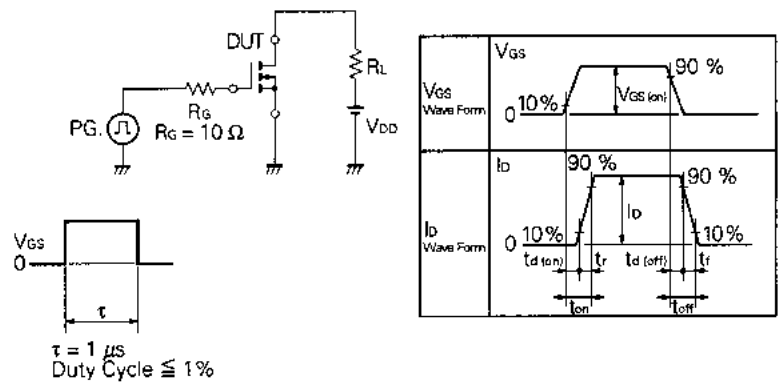 DUT
RL
RG
PG.
RG = 10 Ω
VDD
VGS
0
τ
τ = 1 μs
Duty Cycle ≦ 1%
VGS
Wave Form
VGS
90 %
VGS (on)
10%
0
ID
Wave Form
ID
90 %
90 %
ID
0
10%
10%
td (on)
tr
td (off)
tf
ton
toff